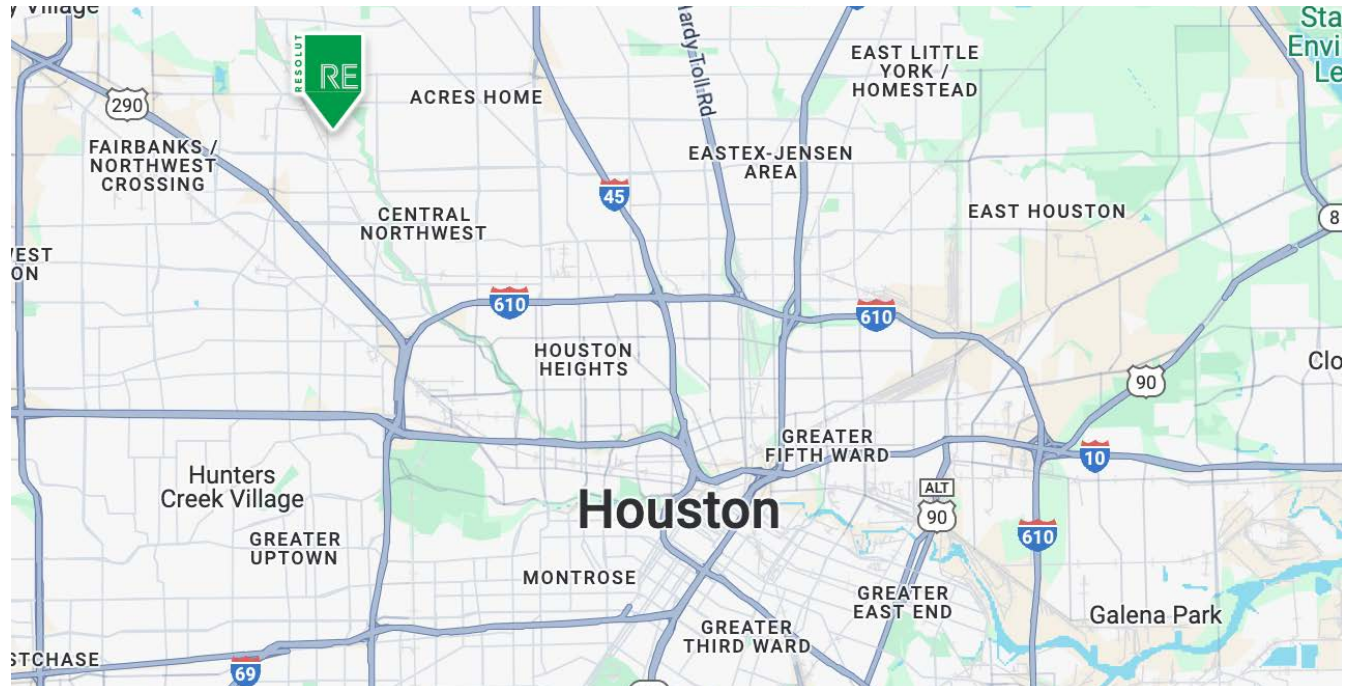 y Village
Sta
Envi
Le
RESOLUT
RE
290
ACRES HOME
Hardy Toll Rd
EAST LITTLE
YORK /
HOMESTEAD
FAIRBANKS /
NORTHWEST
CROSSING
EASTEX-JENSEN
AREA
45
CENTRAL
NORTHWEST
EAST HOUSTON
8
EST
ON
610
610
HOUSTON
HEIGHTS
Clo
90
GREATER
FIFTH WARD
10
Hunters
Creek Village
Houston
ALT
90
610
GREATER
UPTOWN
MONTROSE
GREATER
EAST END
Galena Park
GREATER
THIRD WARD
STCHASE
69